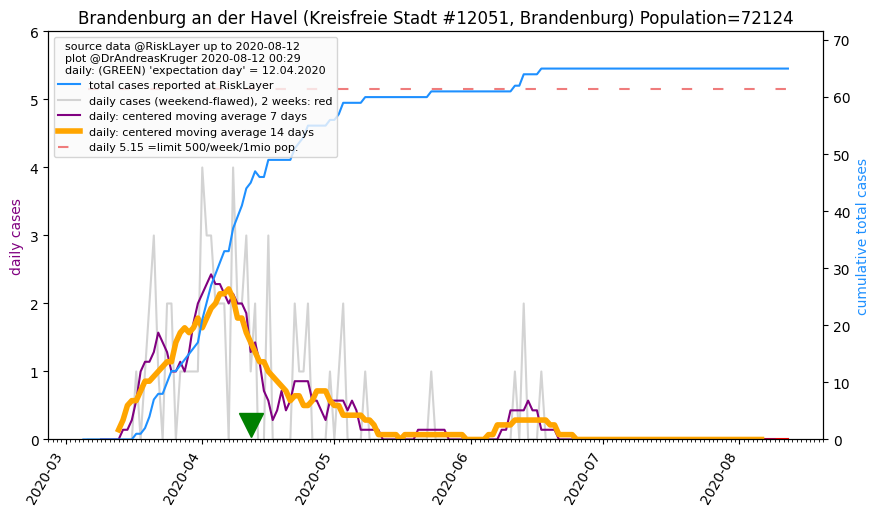 Brandenburg an der Havel (Kreisfreie Stadt #12051, Brandenburg) Population=72124
source data @RiskLayer up to 2020-08-12
plot @DrAndreasKruger 2020-08-12 00:29
daily: (GREEN) 'expectation day' = 12.04.2020
total cases reported at RiskLayer
daily cases (weekend-flawed), 2 weeks: red
daily: centered moving average 7 days
daily: centered moving average 14 days
daily 5.15 =limit 500/week/1mio pop.
daily cases
6
5
4
3
2
1
0
cumulative total cases
70
60
50
40
30
20
10
0
2020-03
2020-04
2020-05
2020-06
2020-07
2020-08